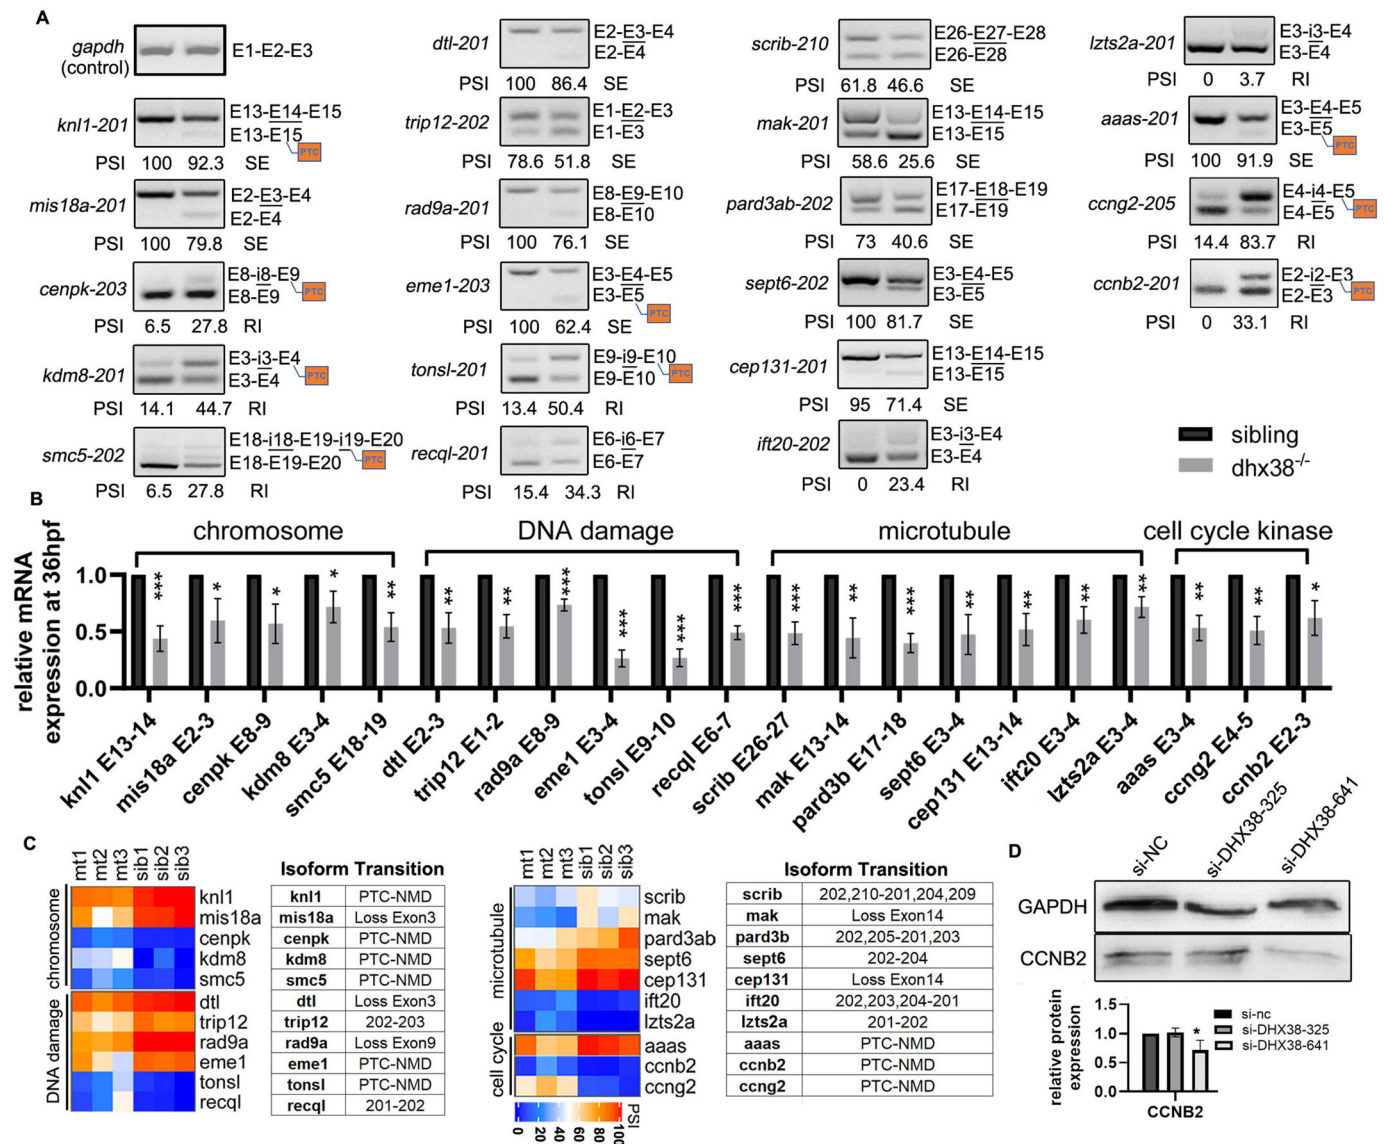 A
gapdh
(control)
E1-E2-E3
knl1-201
E13-E14-E15
E13-E15
PTC
PSI 100 92.3 SE
mis18a-201
E2-E3-E4
E2-E4
PSI 100 79.8 SE
cenpk-203
E8-i8-E9
E8-E9
PTC
PSI 6.5 27.8 RI
kdm8-201
E3-i3-E4
E3-E4
PTC
PSI 14.1 44.7 RI
smc5-202
E18-i18-E19-i19-E20
E18-E19-E20
PTC
PSI 6.5 27.8 RI
dtl-201
E2-E3-E4
E2-E4
PSI 100 86.4 SE
trip12-202
E1-E2-E3
E1-E3
PSI 78.6 51.8 SE
rad9a-201
E8-E9-E10
E8-E10
PSI 100 76.1 SE
eme1-203
E3-E4-E5
E3-E5
PTC
PSI 100 62.4 SE
tonsl-201
E9-i9-E10
E9-E10
PTC
PSI 13.4 50.4 RI
recql-201
E6-i6-E7
E6-E7
PSI 15.4 34.3 RI
scrib-210
E26-E27-E28
E26-E28
PSI 61.8 46.6 SE
mak-201
E13-E14-E15
E13-E15
PSI 58.6 25.6 SE
pard3ab-202
E17-E18-E19
E17-E19
PSI 73 40.6 SE
sept6-202
E3-E4-E5
E3-E5
PSI 100 81.7 SE
cep131-201
E13-E14-E15
E13-E15
PSI 95 71.4 SE
ift20-202
E3-i3-E4
E3-E4
PSI 0 23.4 RI
lzts2a-201
E3-i3-E4
E3-E4
PSI 0 3.7 RI
aaas-201
E3-E4-E5
E3-E5
PTC
PSI 100 91.9 SE
ccng2-205
E4-i4-E5
E4-E5
PTC
PSI 14.4 83.7 RI
ccnb2-201
E2-i2-E3
E2-E3
PTC
PSI 0 33.1 RI
sibling
dhx38-/-
B
chromosome DNA damage microtubule cell cycle kinase
relative mRNA
expression at 36hpf
1.0
0.5
0.0
*** * * * ** ** ** *** *** *** *** *** ** *** ** ** ** ** ** ** *
knl1 E13-14
mis18a E2-3
cenpk E8-9
kdm8 E3-4
smc5 E18-19
dtl E2-3
trip12 E1-2
rad9a E8-9
eme1 E3-4
tonsl E9-10
recql E6-7
scrib E26-27
mak E13-14
pard3b E17-18
sept6 E3-4
cep131 E13-14
ift20 E3-4
lzts2a E3-4
aaas E3-4
ccng2 E4-5
ccnb2 E2-3
C
mt1 mt2 mt3 sib1 sib2 sib3
chromosome
knl1
mis18a
cenpk
kdm8
smc5
DNA damage
dtl
trip12
rad9a
eme1
tonsl
recql
Isoform Transition
knl1 PTC-NMD
mis18a Loss Exon3
cenpk PTC-NMD
kdm8 PTC-NMD
smc5 PTC-NMD
dtl Loss Exon3
trip12 202-203
rad9a Loss Exon9
eme1 PTC-NMD
tonsl PTC-NMD
recql 201-202
mt1 mt2 mt3 sib1 sib2 sib3
microtubule
scrib
mak
pard3ab
sept6
cep131
ift20
lzts2a
cell cycle
aaas
ccnb2
ccng2
0 20 40 60 80 100
PSI
Isoform Transition
scrib 202,210-201,204,209
mak Loss Exon14
pard3b 202,205-201,203
sept6 202-204
cep131 Loss Exon14
ift20 202,203,204-201
lzts2a 201-202
aaas PTC-NMD
ccnb2 PTC-NMD
ccng2 PTC-NMD
D
si-NC si-DHX38-325 si-DHX38-641
GAPDH
CCNB2
relative protein
expression
1.5
1.0
0.5
0.0
*
CCNB2
si-nc
si-DHX38-325
si-DHX38-641